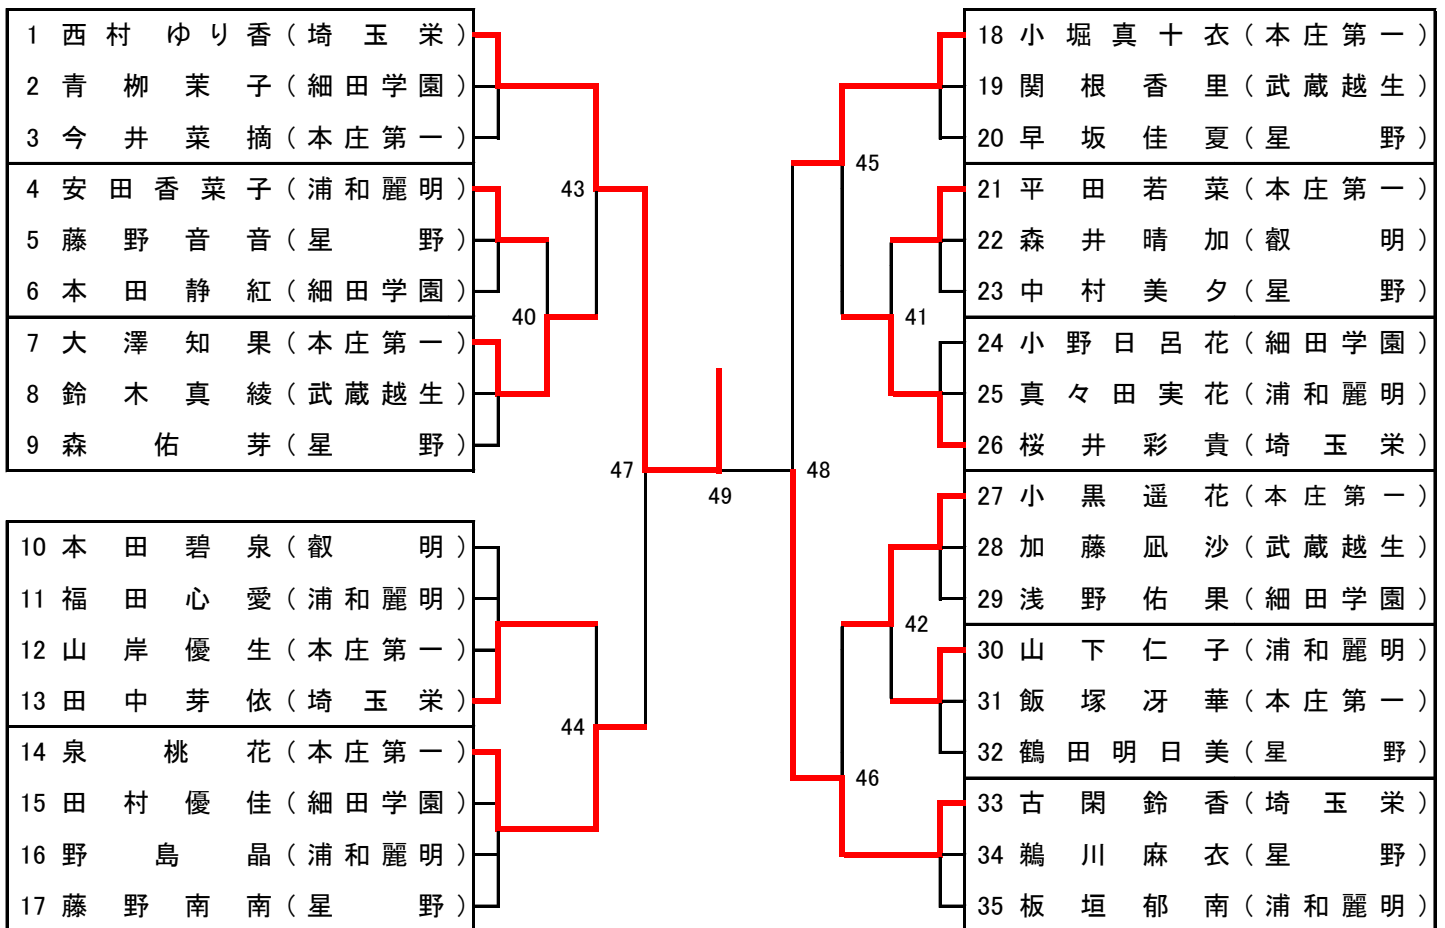 1 西村 ゆり香 (埼玉栄)
2 青栁茉子 (細田学園)
3 今井菜摘 (本庄第一)
4 安田香菜子 (浦和麗明)
5 藤野音音 (星野)
6 本田静紅 (細田学園)
7 大澤知果 (本庄第一)
8 鈴木真綾 (武蔵越生)
9 森佑芽 (星野)
10 本田碧泉 (叡明)
11 福田心愛 (浦和麗明)
12 山岸優生 (本庄第一)
13 田中芽依 (埼玉栄)
14 泉桃花 (本庄第一)
15 田村優佳 (細田学園)
16 野島晶 (浦和麗明)
17 藤野南南 (星野)
43
40
47
44
49
48
45
41
42
46
18 小堀真十衣 (本庄第一)
19 関根香里 (武蔵越生)
20 早坂佳夏 (星野)
21 平田若菜 (本庄第一)
22 森井晴加 (叡明)
23 中村美夕 (星野)
24 小野日呂花 (細田学園)
25 真々田実花 (浦和麗明)
26 桜井彩貴 (埼玉栄)
27 小黒遥花 (本庄第一)
28 加藤凪沙 (武蔵越生)
29 浅野佑果 (細田学園)
30 山下仁子 (浦和麗明)
31 飯塚冴華 (本庄第一)
32 鶴田明日美 (星野)
33 古閑鈴香 (埼玉栄)
34 鵜川麻衣 (星野)
35 板垣郁南 (浦和麗明)